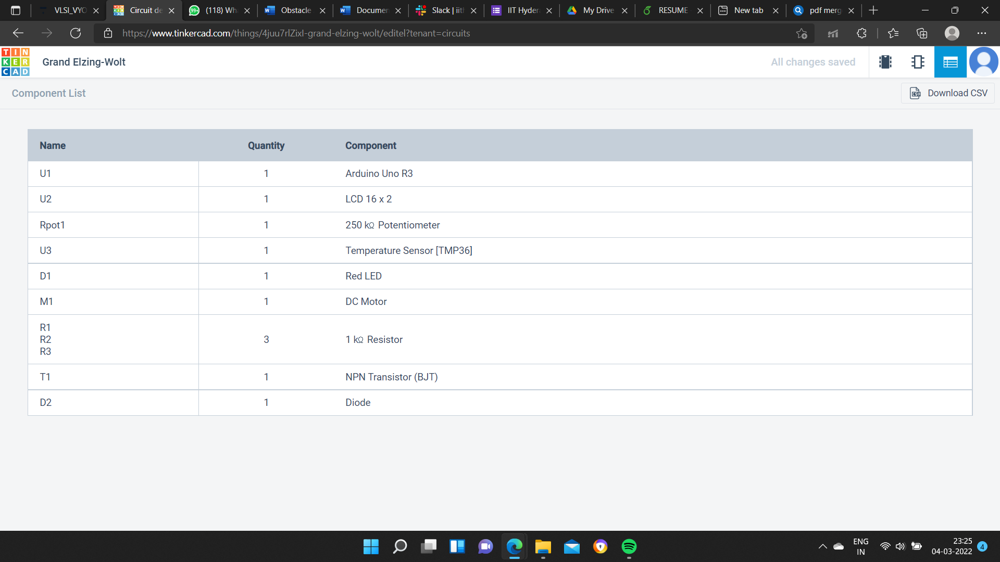 VLSI_VYO
Circuit de
(118) Wh
Obstacle
Documen
Slack | iit
IIT Hyder
My Drive
RESUME
New tab
pdf merg
https://www.tinkercad.com/things/4juu7rlZixI-grand-elzing-wolt/editel?tenant=circuits
TIN
KER
CAD
Grand Elzing-Wolt
All changes saved
Component List
Download CSV
Name Quantity Component
U1 1 Arduino Uno R3
U2 1 LCD 16 x 2
Rpot1 1 250 kΩ Potentiometer
U3 1 Temperature Sensor [TMP36]
D1 1 Red LED
M1 1 DC Motor
R1
R2 3 1 kΩ Resistor
R3
T1 1 NPN Transistor (BJT)
D2 1 Diode
ENG
IN
23:25
04-03-2022
4